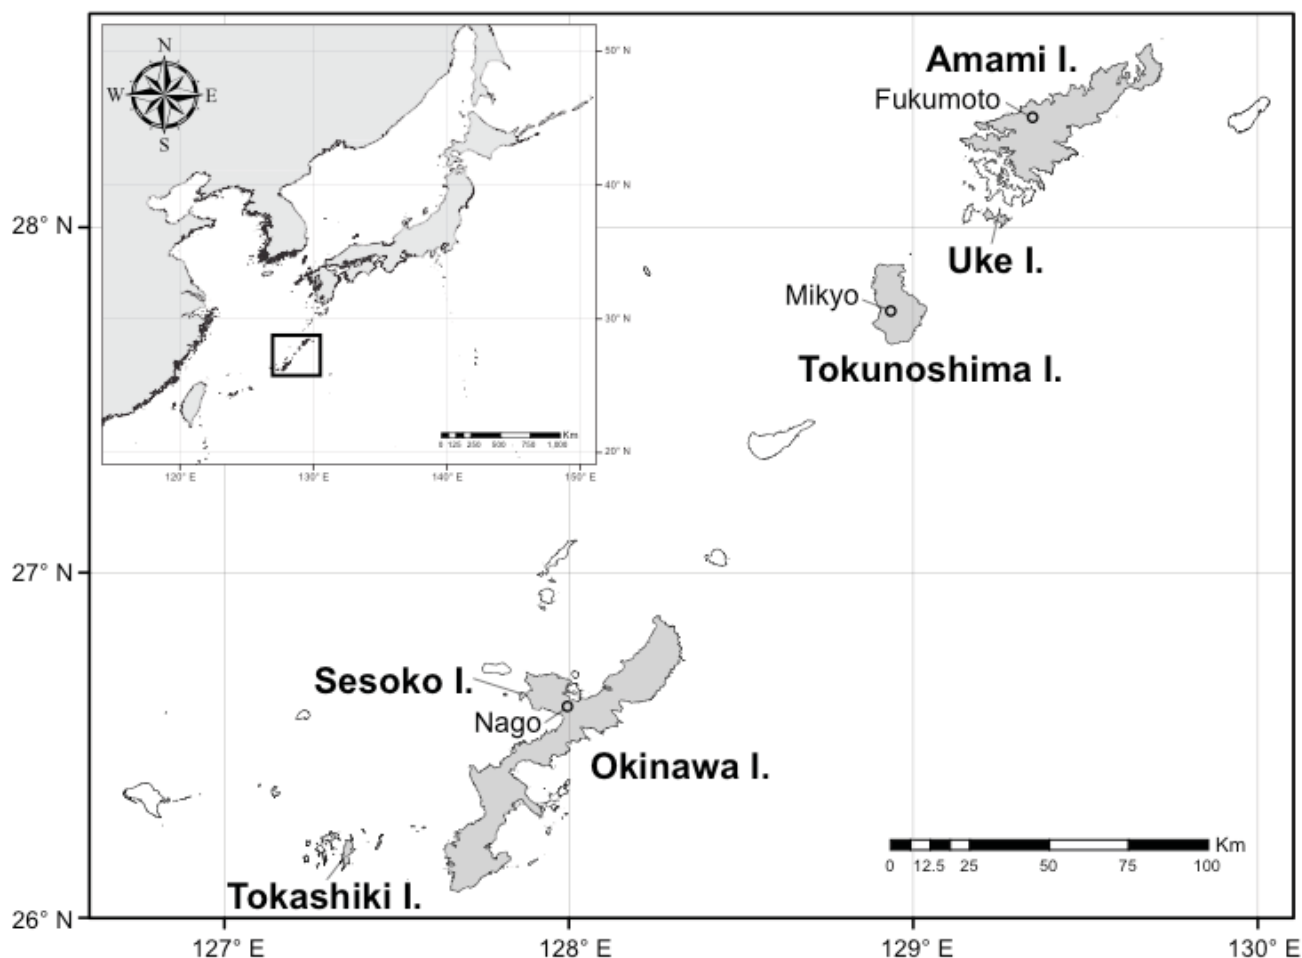 N
W
E
S
50° N
40° N
30° N
20° N
120° E
130° E
140° E
150° E
Km
0 125 250 500 750 1,000
Amami I.
Fukumoto
28° N
Uke I.
Mikyo
Tokunoshima I.
27° N
Sesoko I.
Nago
Okinawa I.
Km
0 12.5 25 50 75 100
Tokashiki I.
26° N
127° E
128° E
129° E
130° E